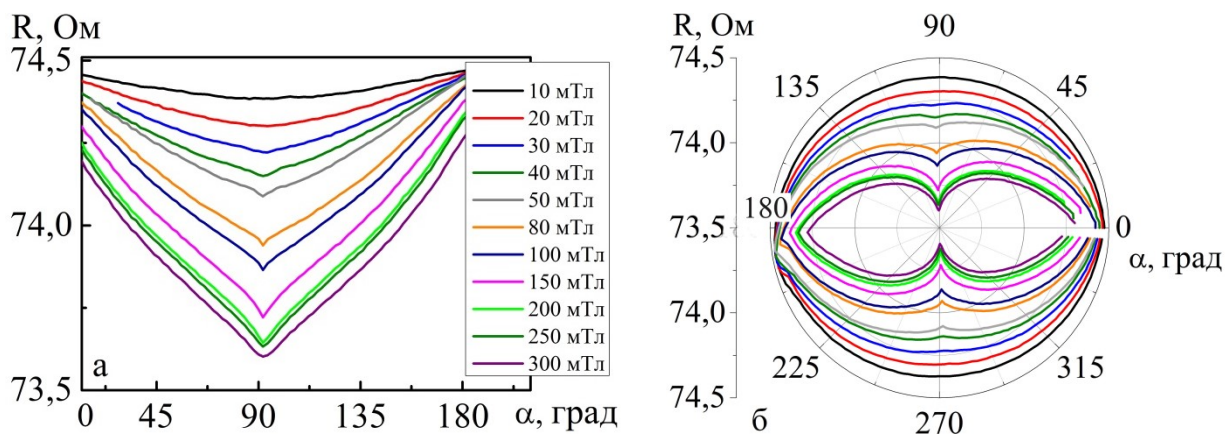 R, Ом
74,5
74,0
73,5
0
45
90
135
180
α, град
а
10 мТл
20 мТл
30 мТл
40 мТл
50 мТл
80 мТл
100 мТл
150 мТл
200 мТл
250 мТл
300 мТл
R, Ом
74,5
74,0
73,5
74,0
74,5
90
45
0
α, град
315
270
225
180
135
б